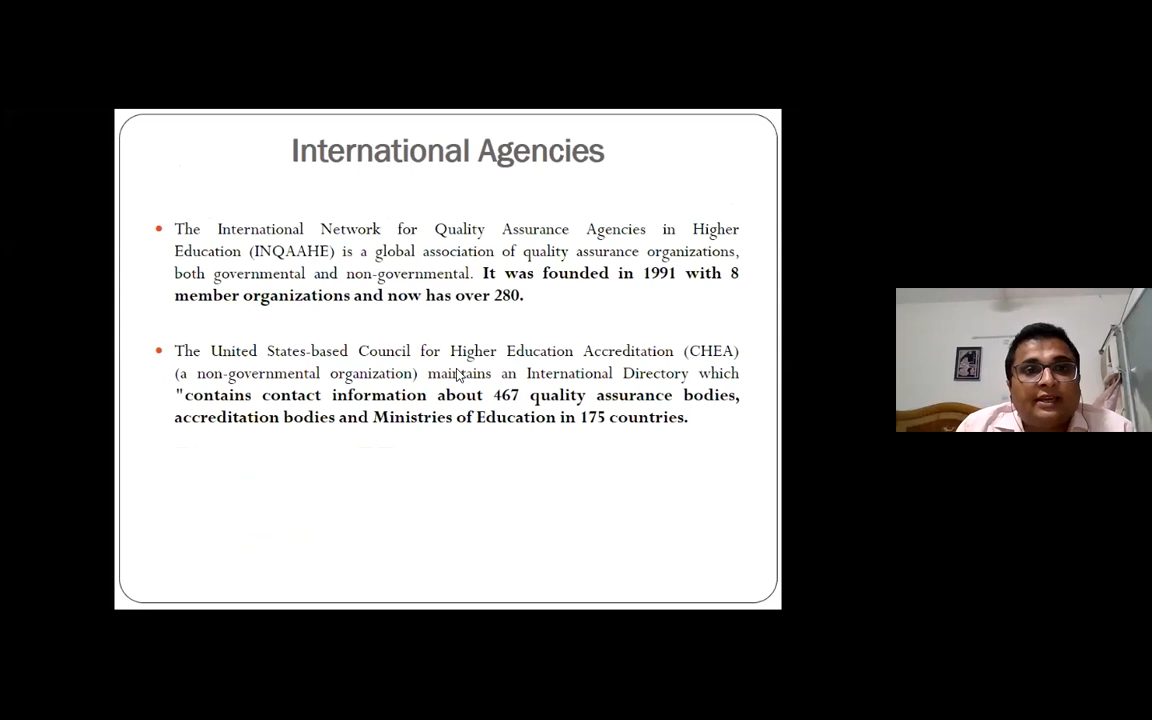 International Agencies
The International Network for Quality Assurance Agencies in Higher
Education (INQAAHE) is a global association of quality assurance organizations,
both governmental and non-governmental. It was founded in 1991 with 8
member organizations and now has over 280.
The United States-based Council for Higher Education Accreditation (CHEA)
(a non-governmental organization) maintains an International Directory which
"contains contact information about 467 quality assurance bodies,
accreditation bodies and Ministries of Education in 175 countries.